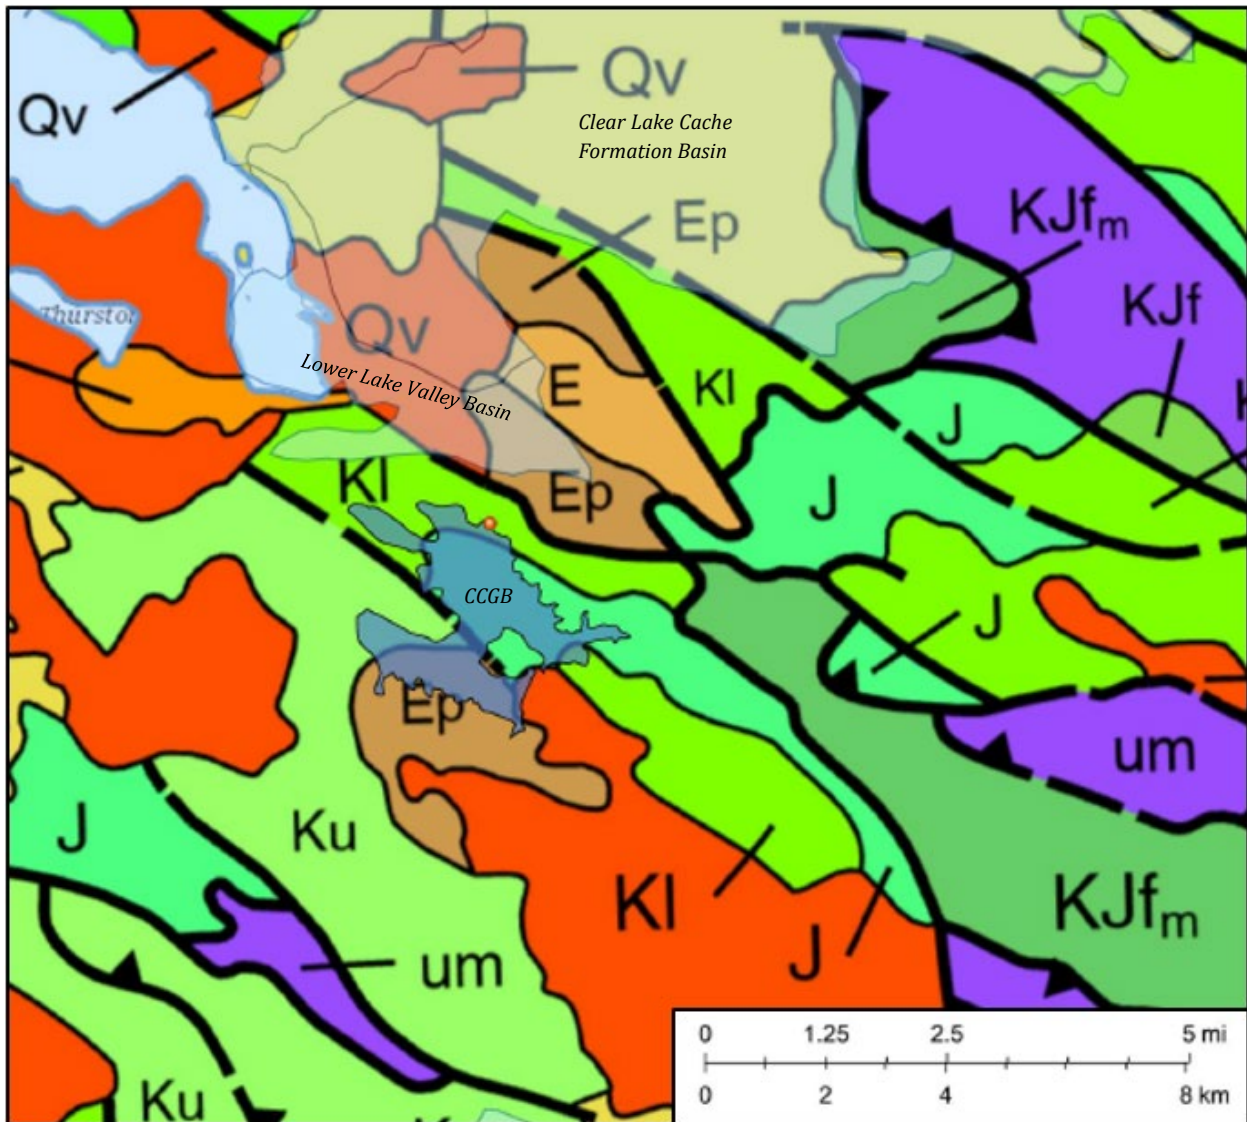 Qv
Qv
Clear Lake Cache
Formation Basin
Ep
KJfm
KJf
Thurston
Qv
Lower Lake Valley Basin
E
Kl
J
Kl
Ep
J
CCGB
J
Ep
um
J
Ku
Kl
KJfm
J
um
Ku
0 1.25 2.5 5 mi
0 2 4 8 km